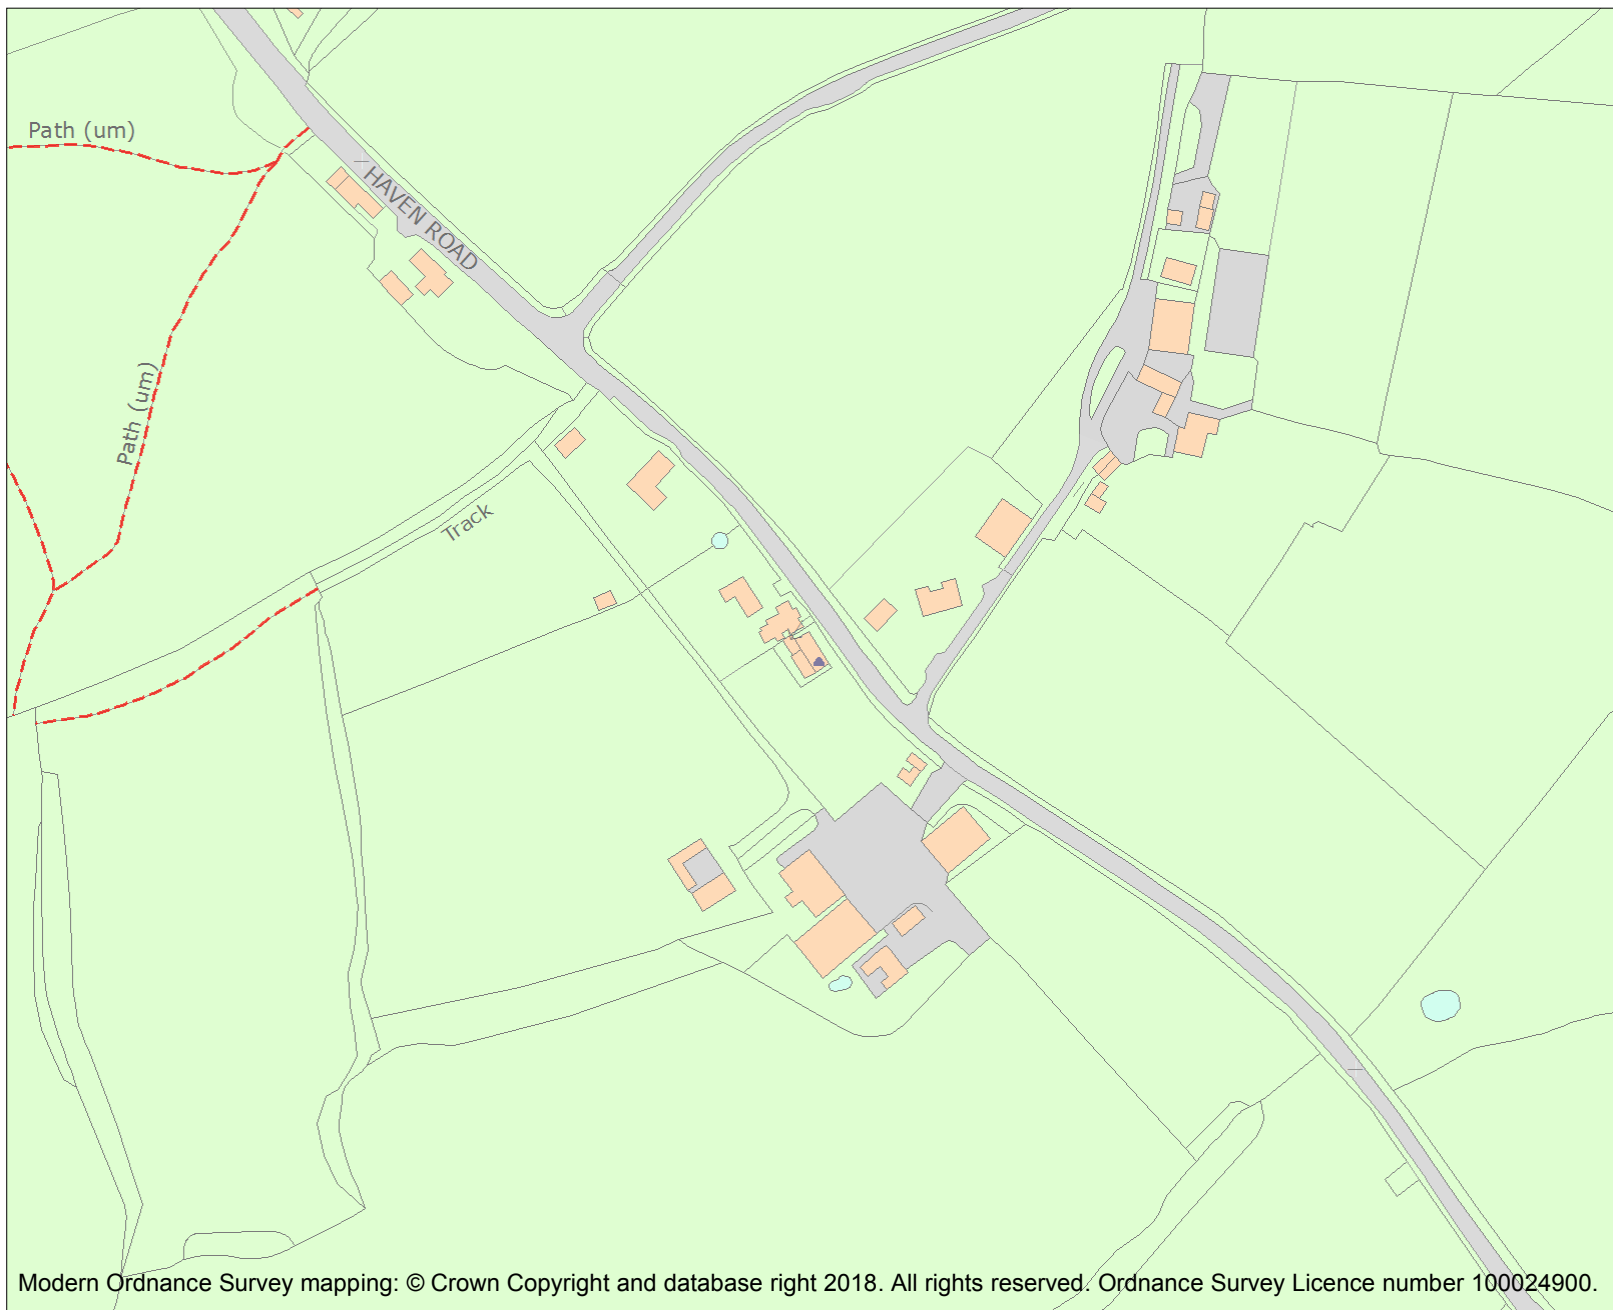 Path (um)
HAVEN ROAD
Path (um)
Track
Modern Ordnance Survey mapping: © Crown Copyright and database right 2018. All rights reserved. Ordnance Survey Licence number 100024900.